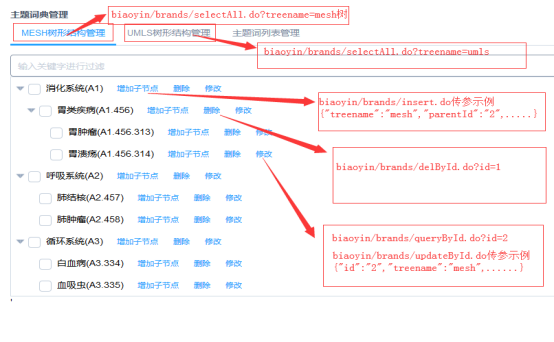 主题词典管理
biaoyin/brands/selectAll.do?treename=mesh树
MESH树形结构管理
UMLS树形结构管理
主题词列表管理
biaoyin/brands/selectAll.do?treename=umls
输入关键字进行过滤
消化系统(A1) 增加子节点 删除 修改
biaoyin/brands/insert.do传参示例
{"treename":"mesh","parentId":"2",.....}
胃类疾病(A1.456) 增加子节点 删除 修改
胃肿瘤(A1.456.313) 增加子节点 删除 修改
胃溃疡(A1.456.314) 增加子节点 删除 修改
biaoyin/brands/delById.do?id=1
呼吸系统(A2) 增加子节点 删除 修改
肺结核(A2.457) 增加子节点 删除 修改
肺肿瘤(A2.458) 增加子节点 删除 修改
循环系统(A3) 增加子节点 删除 修改
biaoyin/brands/queryById.do?id=2
biaoyin/brands/updateById.do传参示例
{"id":"2","treename":"mesh",......}
白血病(A3.334) 增加子节点 删除 修改
血吸虫(A3.335) 增加子节点 删除 修改